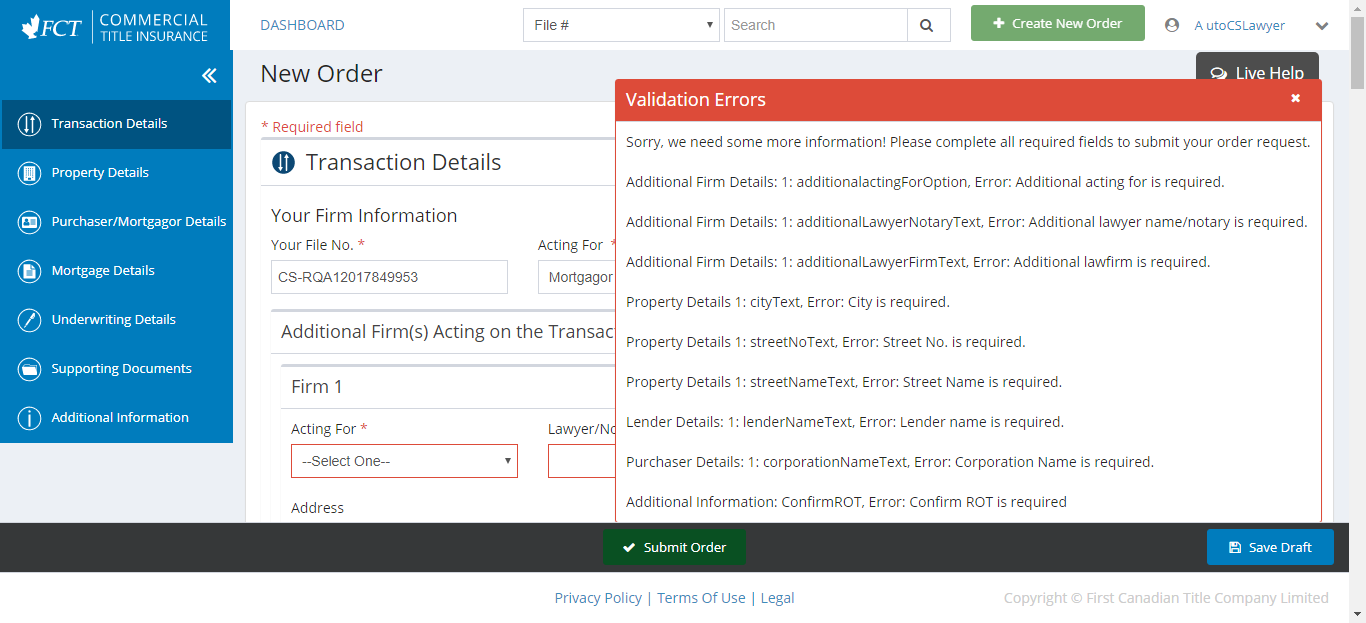 FCT COMMERCIAL
TITLE INSURANCE
DASHBOARD
File #
Search
Create New Order
A utoCSLawyer
New Order
Live Help
Transaction Details
Property Details
Purchaser/Mortgagor Details
Mortgage Details
Underwriting Details
Supporting Documents
Additional Information
* Required field
Transaction Details
Your Firm Information
Your File No. *
Acting For *
CS-RQA12017849953
Mortgagor
Additional Firm(s) Acting on the Transac
Firm 1
Acting For *
Lawyer/No
--Select One--
Address
Validation Errors
Sorry, we need some more information! Please complete all required fields to submit your order request.
Additional Firm Details: 1: additionalactingForOption, Error: Additional acting for is required.
Additional Firm Details: 1: additionalLawyerNotaryText, Error: Additional lawyer name/notary is required.
Additional Firm Details: 1: additionalLawyerFirmText, Error: Additional lawfirm is required.
Property Details 1: cityText, Error: City is required.
Property Details 1: streetNoText, Error: Street No. is required.
Property Details 1: streetNameText, Error: Street Name is required.
Lender Details: 1: lenderNameText, Error: Lender name is required.
Purchaser Details: 1: corporationNameText, Error: Corporation Name is required.
Additional Information: ConfirmROT, Error: Confirm ROT is required
Submit Order
Save Draft
Privacy Policy | Terms Of Use | Legal
Copyright © First Canadian Title Company Limited